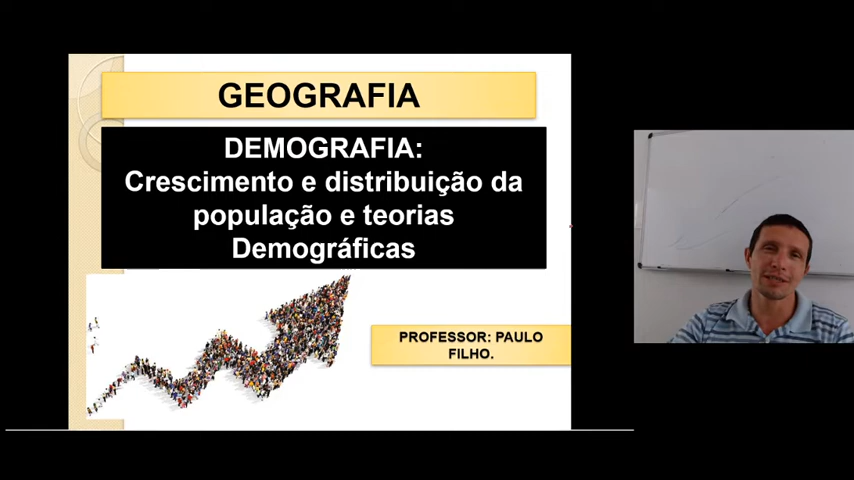 GEOGRAFIA
DEMOGRAFIA:
Crescimento e distribuição da
população e teorias
Demográficas
PROFESSOR: PAULO
FILHO.